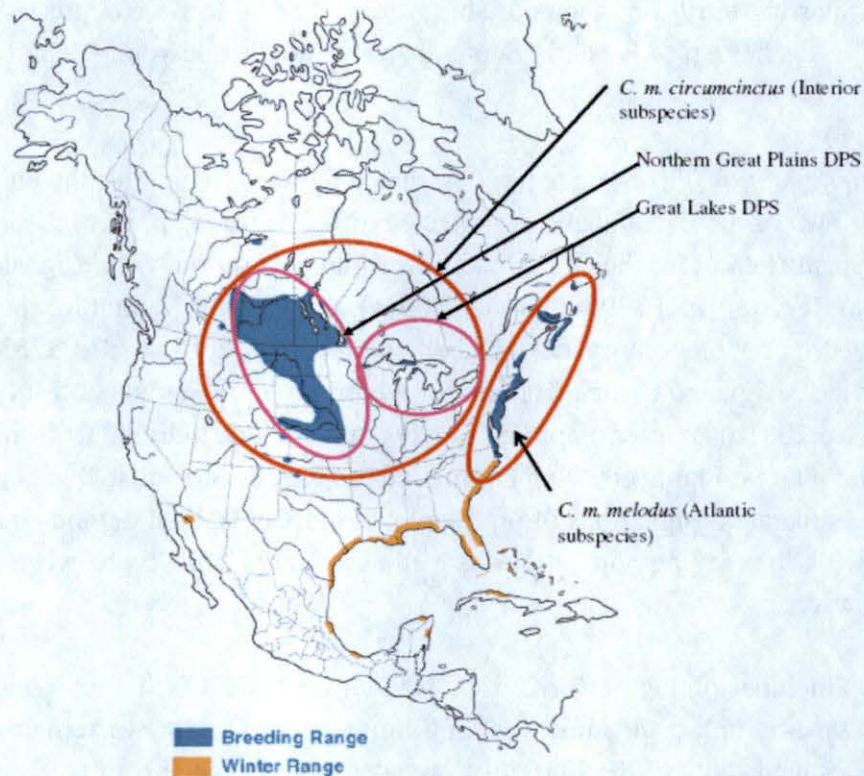 C. m. circumcinctus (Interior
subspecies)
Northern Great Plains DPS
Great Lakes DPS
C. m. melodus (Atlantic
subspecies)
Breeding Range
Winter Range